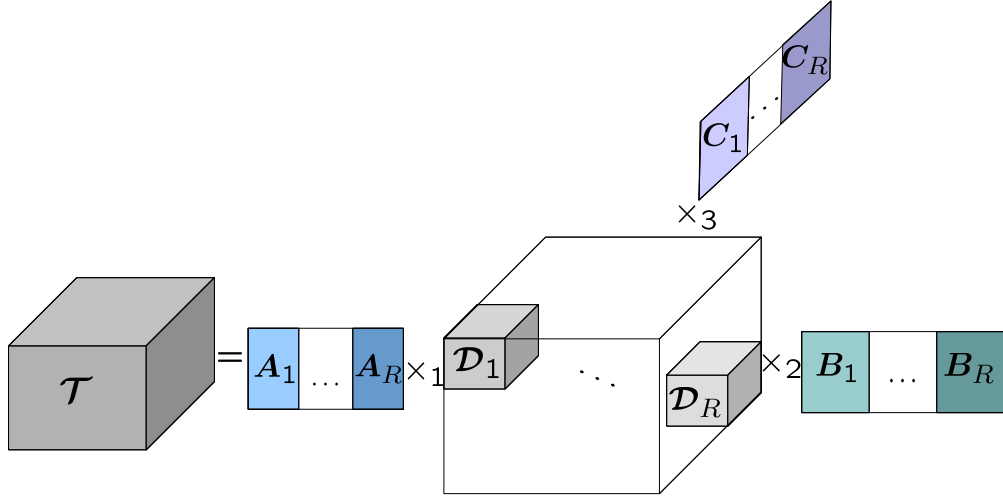 C_R
C_1
×_3
𝓣 = A_1 ... A_R ×_1 𝓓_1 ... 𝓓_R ×_2 B_1 ... B_R